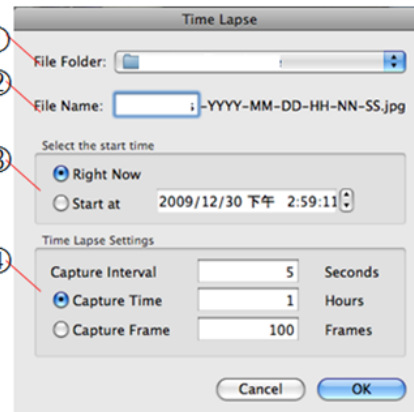 Time Lapse
File Folder:
File Name: -YYYY-MM-DD-HH-NN-SS.jpg
Select the start time
Right Now
Start at 2009/12/30 下午 2:59:11
Time Lapse Settings
Capture Interval 5 Seconds
Capture Time 1 Hours
Capture Frame 100 Frames
Cancel OK